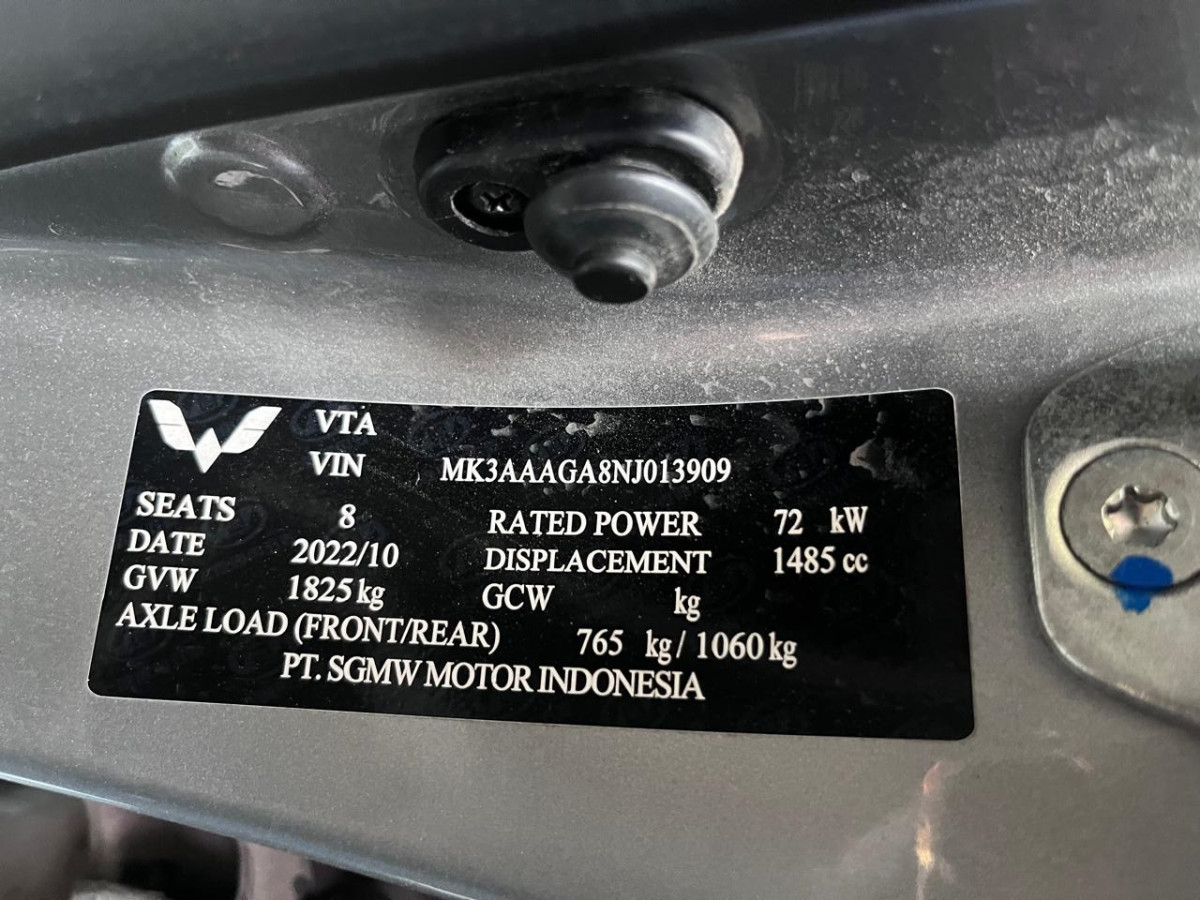 VTA
VIN MK3AAAGA8NJ013909
SEATS 8 RATED POWER 72 kW
DATE 2022/10 DISPLACEMENT 1485 cc
GVW 1825 kg GCW kg
AXLE LOAD (FRONT/REAR) 765 kg / 1060 kg
PT. SGMW MOTOR INDONESIA